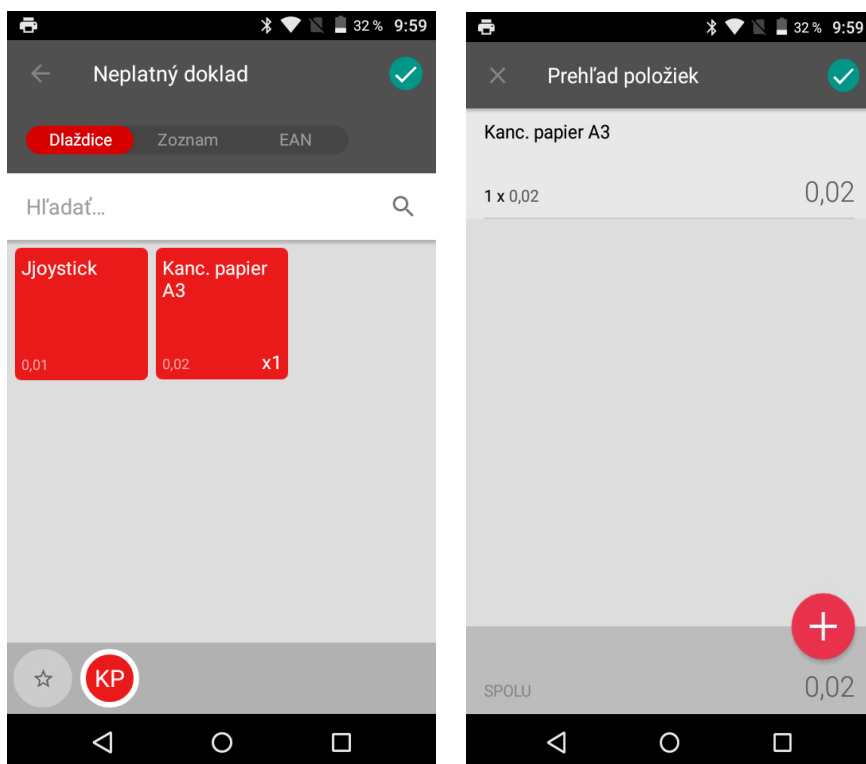 32 % 9:59
Neplatný doklad
Dlaždice Zoznam EAN
Hľadať...
Jjoystick
0,01
Kanc. papier
A3
0,02 x1
KP
32 % 9:59
Prehľad položiek
Kanc. papier A3
1 x 0,02 0,02
SPOLU 0,02